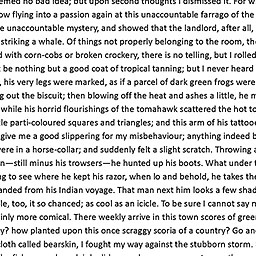 emed no bad idea; but upon second thoughts I dismissed it. For w
ow flying into a passion again at this unaccountable farrago of the
e unaccountable mystery, and showed that the landlord, after all,
striking a whale. Of things not properly belonging to the room, the
d with corn-cobs or broken crockery, there is no telling, but I rolled
be nothing but a good coat of tropical tanning; but I never heard
, his very legs were marked, as if a parcel of dark green frogs were
g out the biscuit; then blowing off the heat and ashes a little, he m
while his horrid flourishings of the tomahawk scattered the hot to
le parti-coloured squares and triangles; and this arm of his tattooe
give me a good slippering for my misbehaviour; anything indeed b
ere in a horse-collar; and suddenly felt a slight scratch. Throwing a
n—still minus his trowsers—he hunted up his boots. What under t
ng to see where he kept his razor, when lo and behold, he takes the
anded from his Indian voyage. That man next him looks a few shad
le, too, it so chanced; as cool as an icicle. To be sure I cannot say m
inly more comical. There weekly arrive in this town scores of green
y? how planted upon this once scraggy scoria of a country? Go an
cloth called bearskin, I fought my way against the stubborn storm.